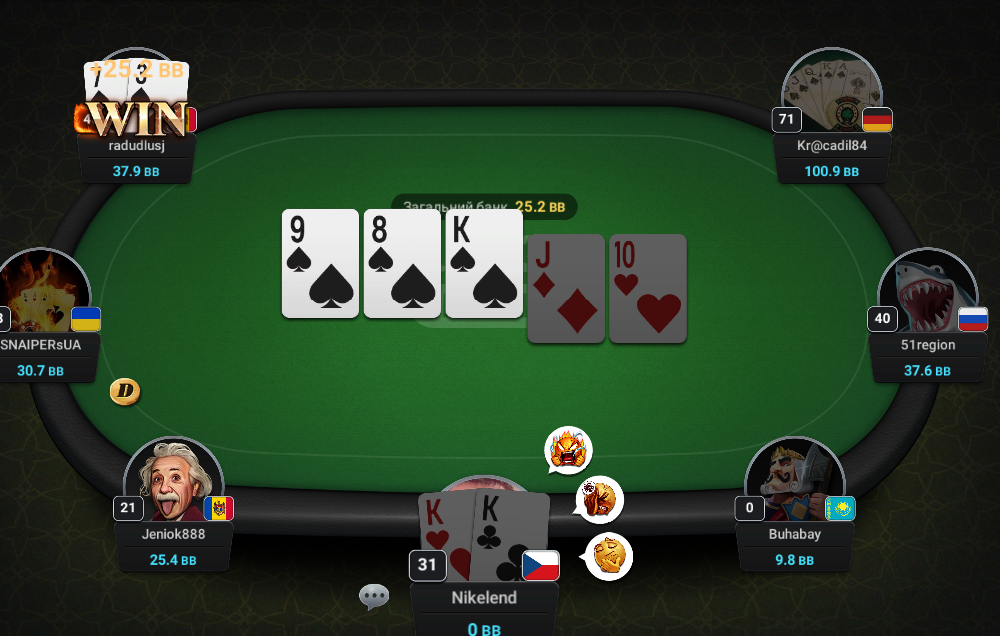 +25.2 BB
WIN
radudlusj
37.9 BB
71
Kr@cadil84
100.9 BB
Загальний банк 25.2 BB
9
8
K
J
10
SNAIPERsUA
30.7 BB
40
51region
37.6 BB
D
21
Jeniok888
25.4 BB
K
K
31
Nikelend
0 BB
0
Buhabay
9.8 BB